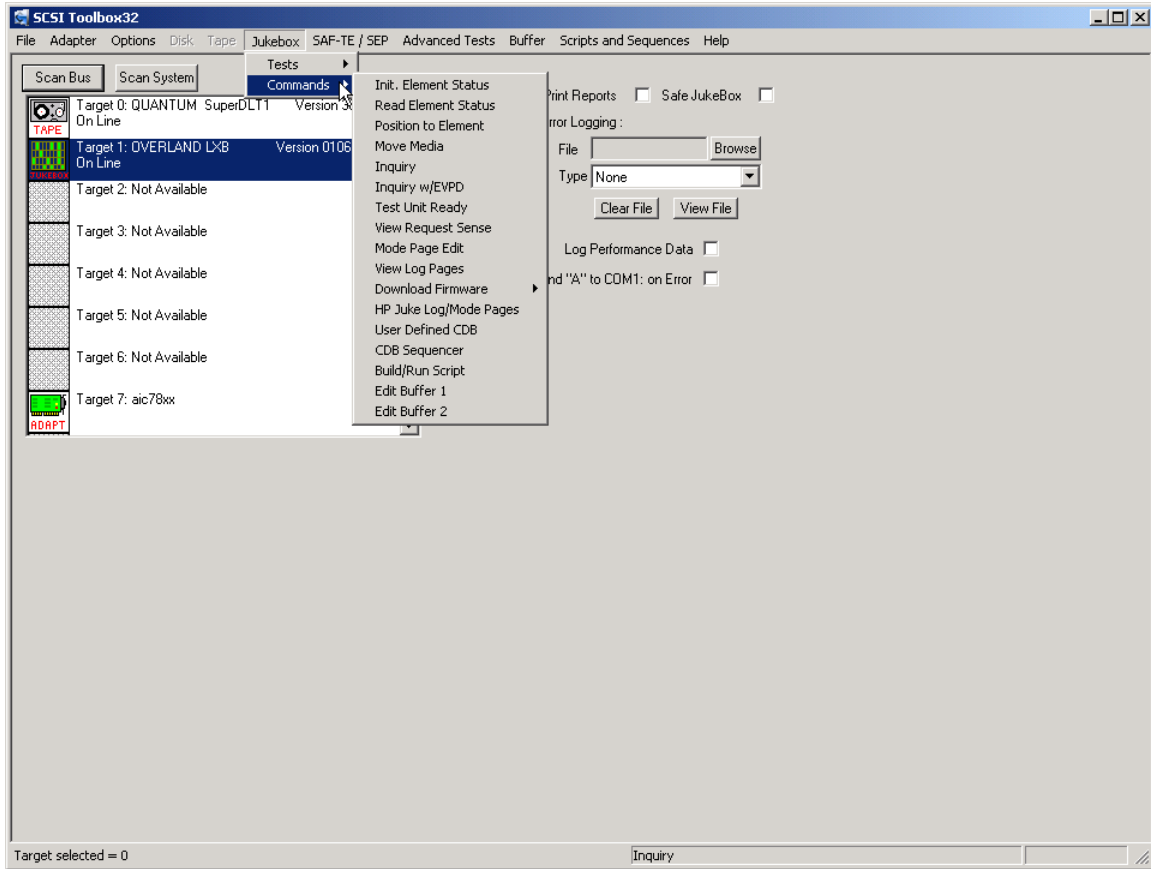 SCSI Toolbox32
File Adapter Options Disk Tape Jukebox SAF-TE / SEP Advanced Tests Buffer Scripts and Sequences Help
Scan Bus Scan System
Tests
Commands
Init. Element Status
Read Element Status
Position to Element
Move Media
Inquiry
Inquiry w/EVPD
Test Unit Ready
View Request Sense
Mode Page Edit
View Log Pages
Download Firmware
HP Juke Log/Mode Pages
User Defined CDB
CDB Sequencer
Build/Run Script
Edit Buffer 1
Edit Buffer 2
TAPE
Target 0: QUANTUM SuperDLT1 Version
On Line
JUKEBOX
Target 1: OVERLAND LXB Version 0106
On Line
Target 2: Not Available
Target 3: Not Available
Target 4: Not Available
Target 5: Not Available
Target 6: Not Available
Target 7: aic78xx
ADAPT
Print Reports Safe JukeBox
rror Logging :
File Browse
Type None
Clear File View File
Log Performance Data
nd "A" to COM1: on Error
Target selected = 0 Inquiry